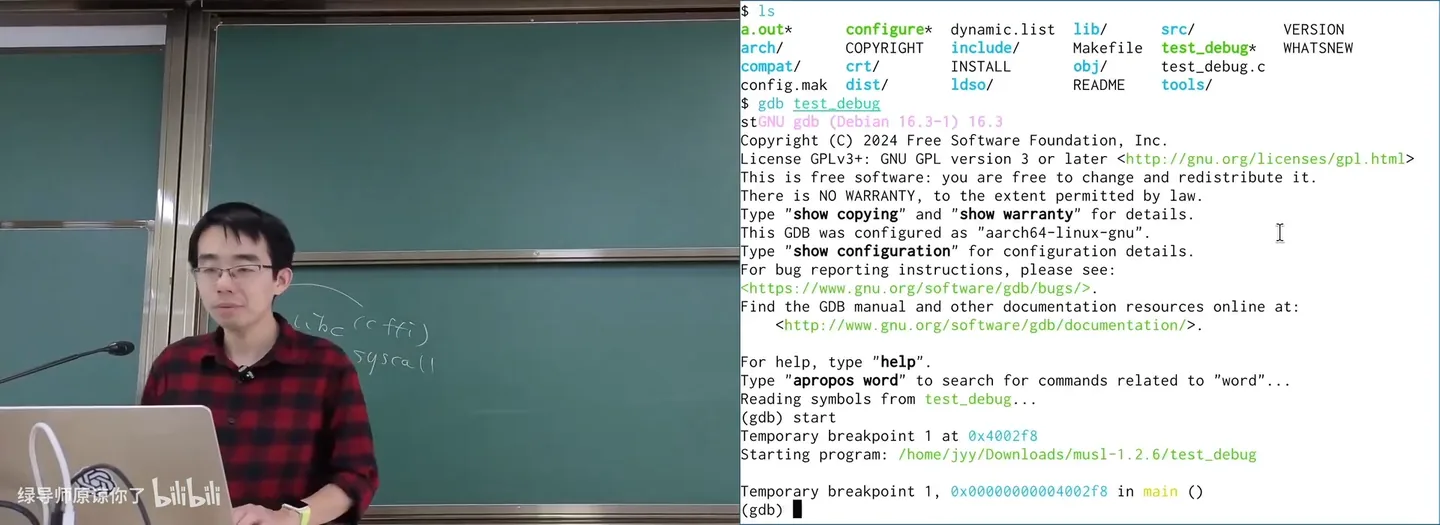 libc (cffi)
syscall
绿导师原谅你了 bilibili
$ ls
a.out* configure* dynamic.list lib/ src/ VERSION
arch/ COPYRIGHT include/ Makefile test_debug* WHATSNEW
compat/ crt/ INSTALL obj/ test_debug.c
config.mak dist/ ldso/ README tools/
$ gdb test_debug
stGNU gdb (Debian 16.3-1) 16.3
Copyright (C) 2024 Free Software Foundation, Inc.
License GPLv3+: GNU GPL version 3 or later <http://gnu.org/licenses/gpl.html>
This is free software: you are free to change and redistribute it.
There is NO WARRANTY, to the extent permitted by law.
Type "show copying" and "show warranty" for details.
This GDB was configured as "aarch64-linux-gnu".
Type "show configuration" for configuration details.
For bug reporting instructions, please see:
<https://www.gnu.org/software/gdb/bugs/>.
Find the GDB manual and other documentation resources online at:
<http://www.gnu.org/software/gdb/documentation/>.
For help, type "help".
Type "apropos word" to search for commands related to "word"...
Reading symbols from test_debug...
(gdb) start
Temporary breakpoint 1 at 0x4002f8
Starting program: /home/jyy/Downloads/musl-1.2.6/test_debug
Temporary breakpoint 1, 0x00000000004002f8 in main ()
(gdb)